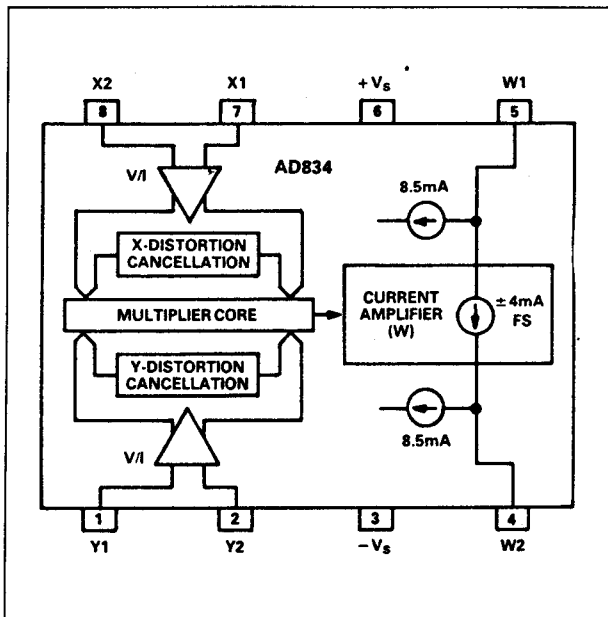 X2 X1 +Vs W1
8 7 6 5
AD834
V/I
8.5mA
X-DISTORTION
CANCELLATION
MULTIPLIER CORE
CURRENT
AMPLIFIER
(W)
±4mA
FS
Y-DISTORTION
CANCELLATION
8.5mA
V/I
1 2 3 4
Y1 Y2 −Vs W2